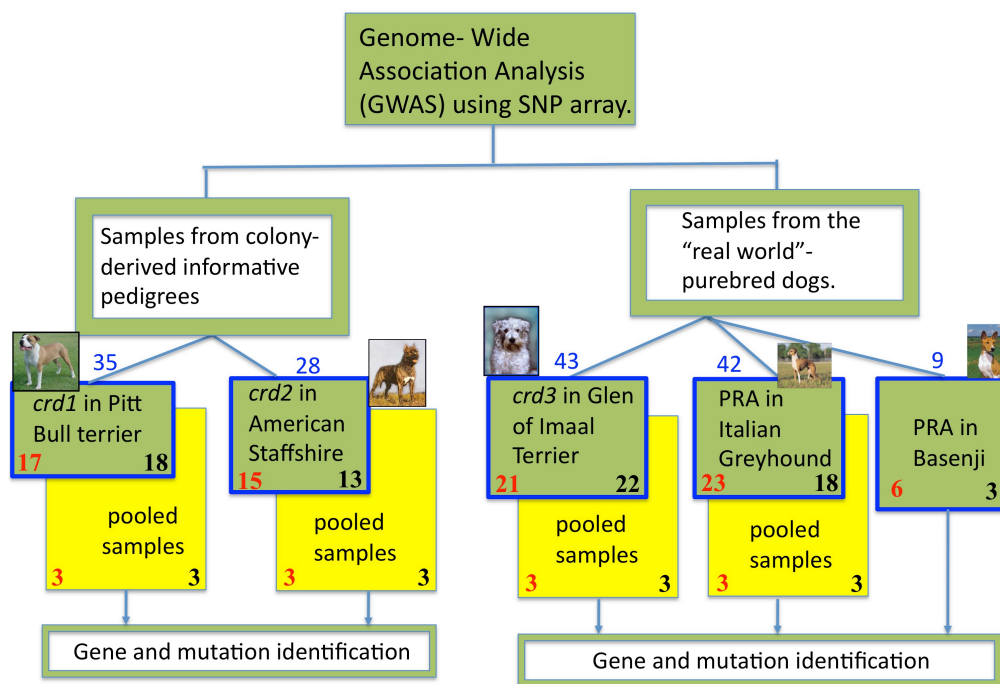 Genome- Wide
Association Analysis
(GWAS) using SNP array.
Samples from colony-
derived informative
pedigrees
Samples from the
“real world”-
purebred dogs.
35
28
43
42
9
crd1 in Pitt
Bull terrier
17 18
crd2 in
American
Staffshire
15 13
crd3 in Glen
of Imaal
Terrier
21 22
PRA in
Italian
Greyhound
23 18
PRA in
Basenji
6 3
pooled
samples
3 3
pooled
samples
3 3
pooled
samples
3 3
pooled
samples
3 3
Gene and mutation identification
Gene and mutation identification